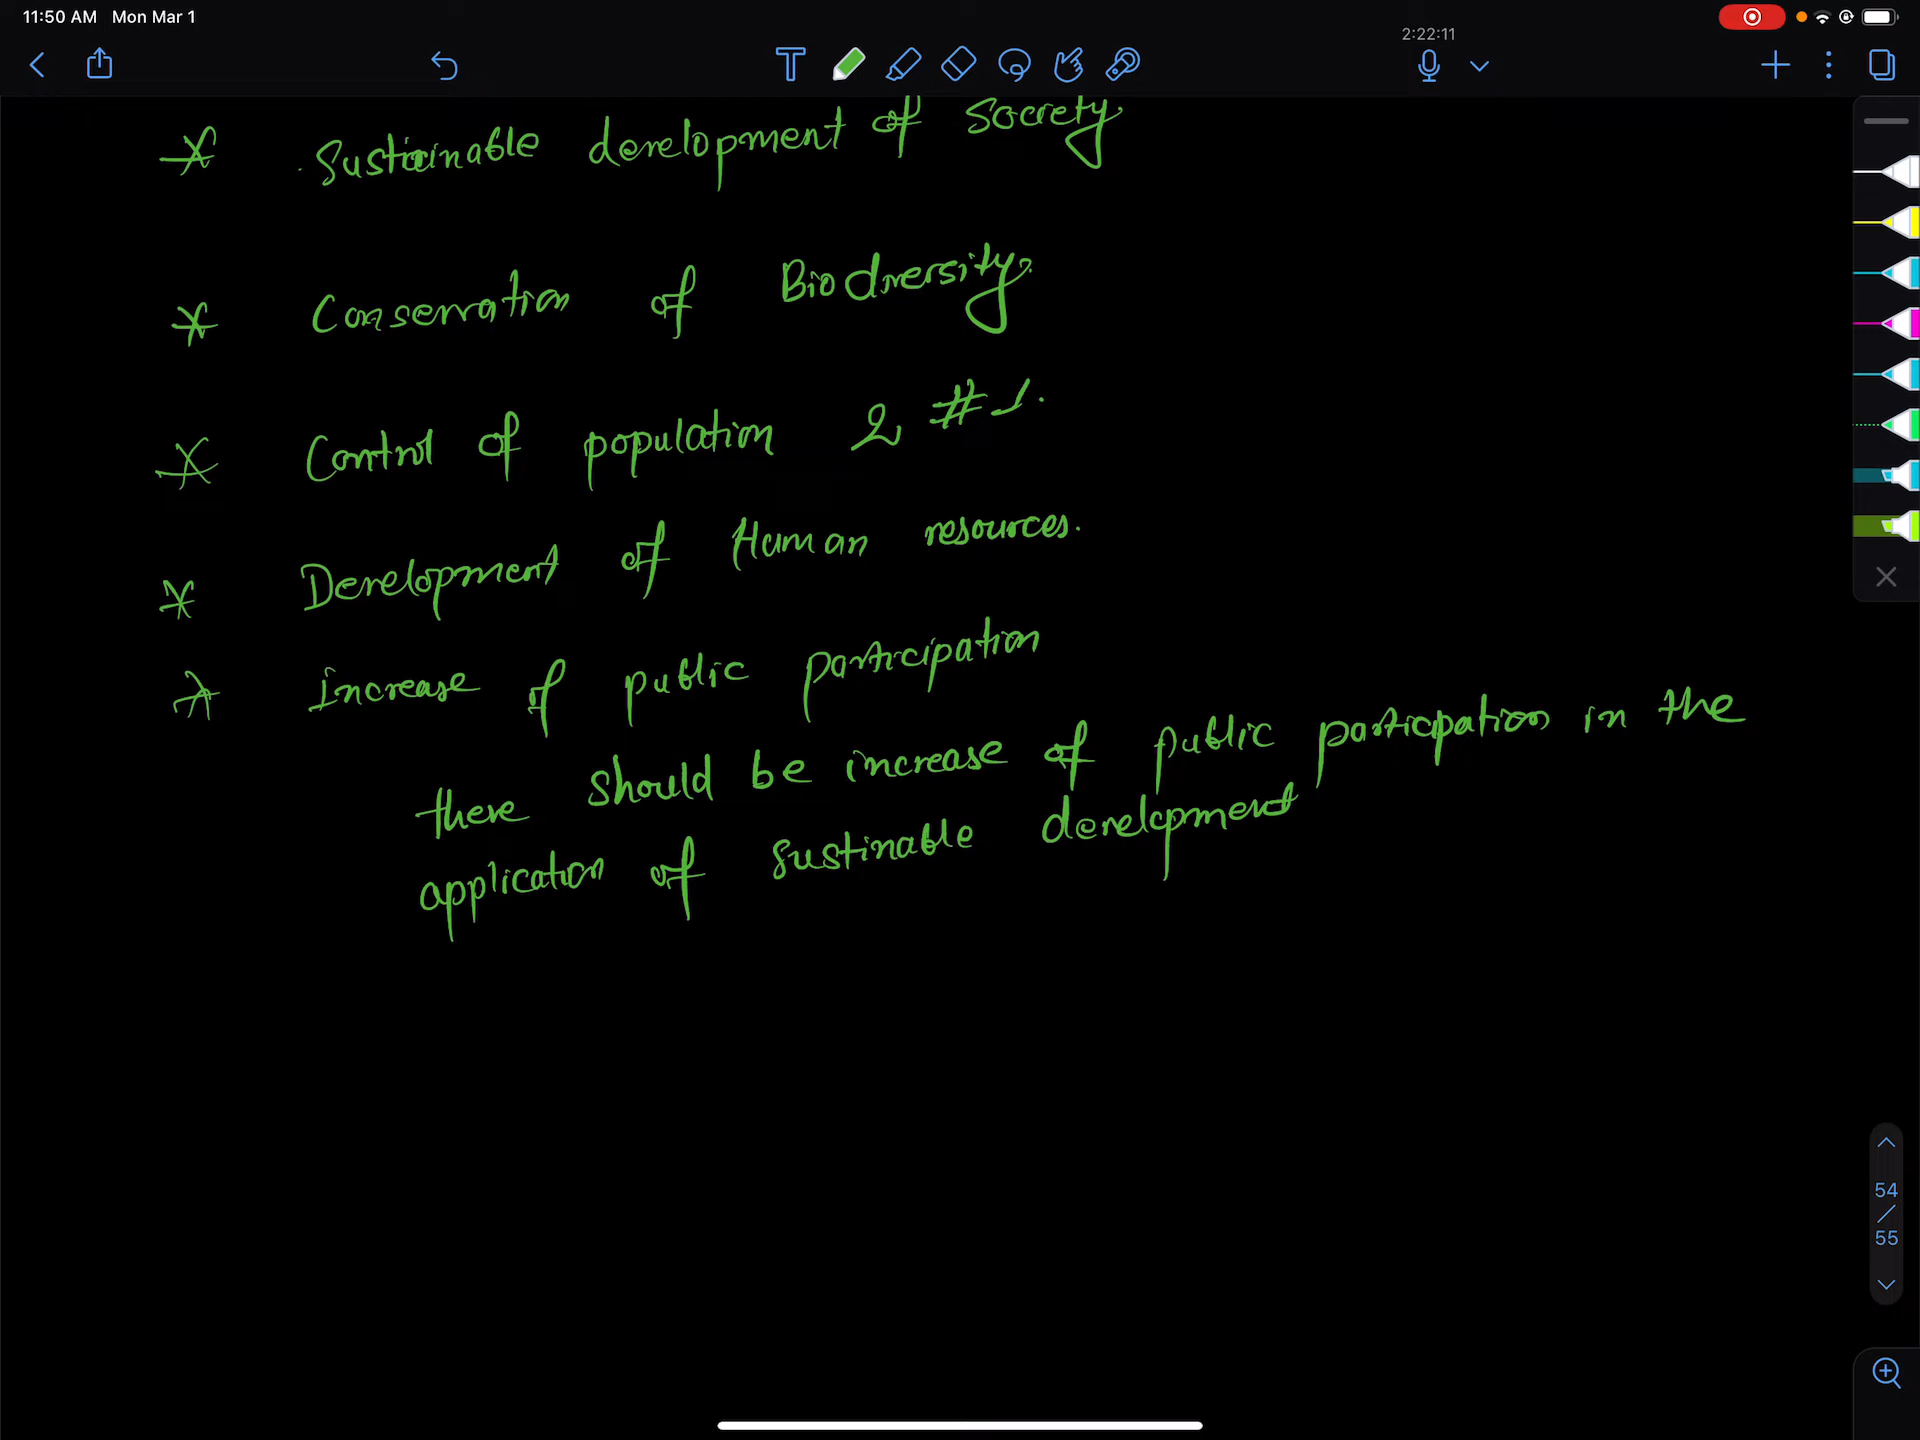 11:50 AM Mon Mar 1
2:22:11
* Sustainable development of Society.
* Conservation of Biodiversity.
* Control of population & #1.
* Development of Human resources.
* Increase of public participation
there should be increase of public participation in the
application of sustinable development
54
/
55